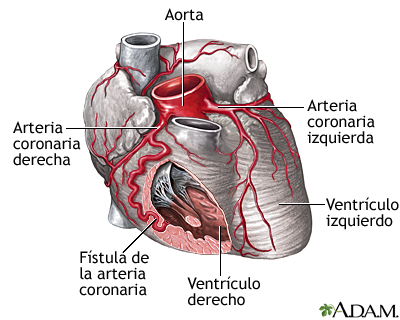 Aorta
Arteria
coronaria
izquierda
Arteria
coronaria
derecha
Ventrículo
izquierdo
Fístula de
la arteria
coronaria
Ventrículo
derecho
A.D.A.M.